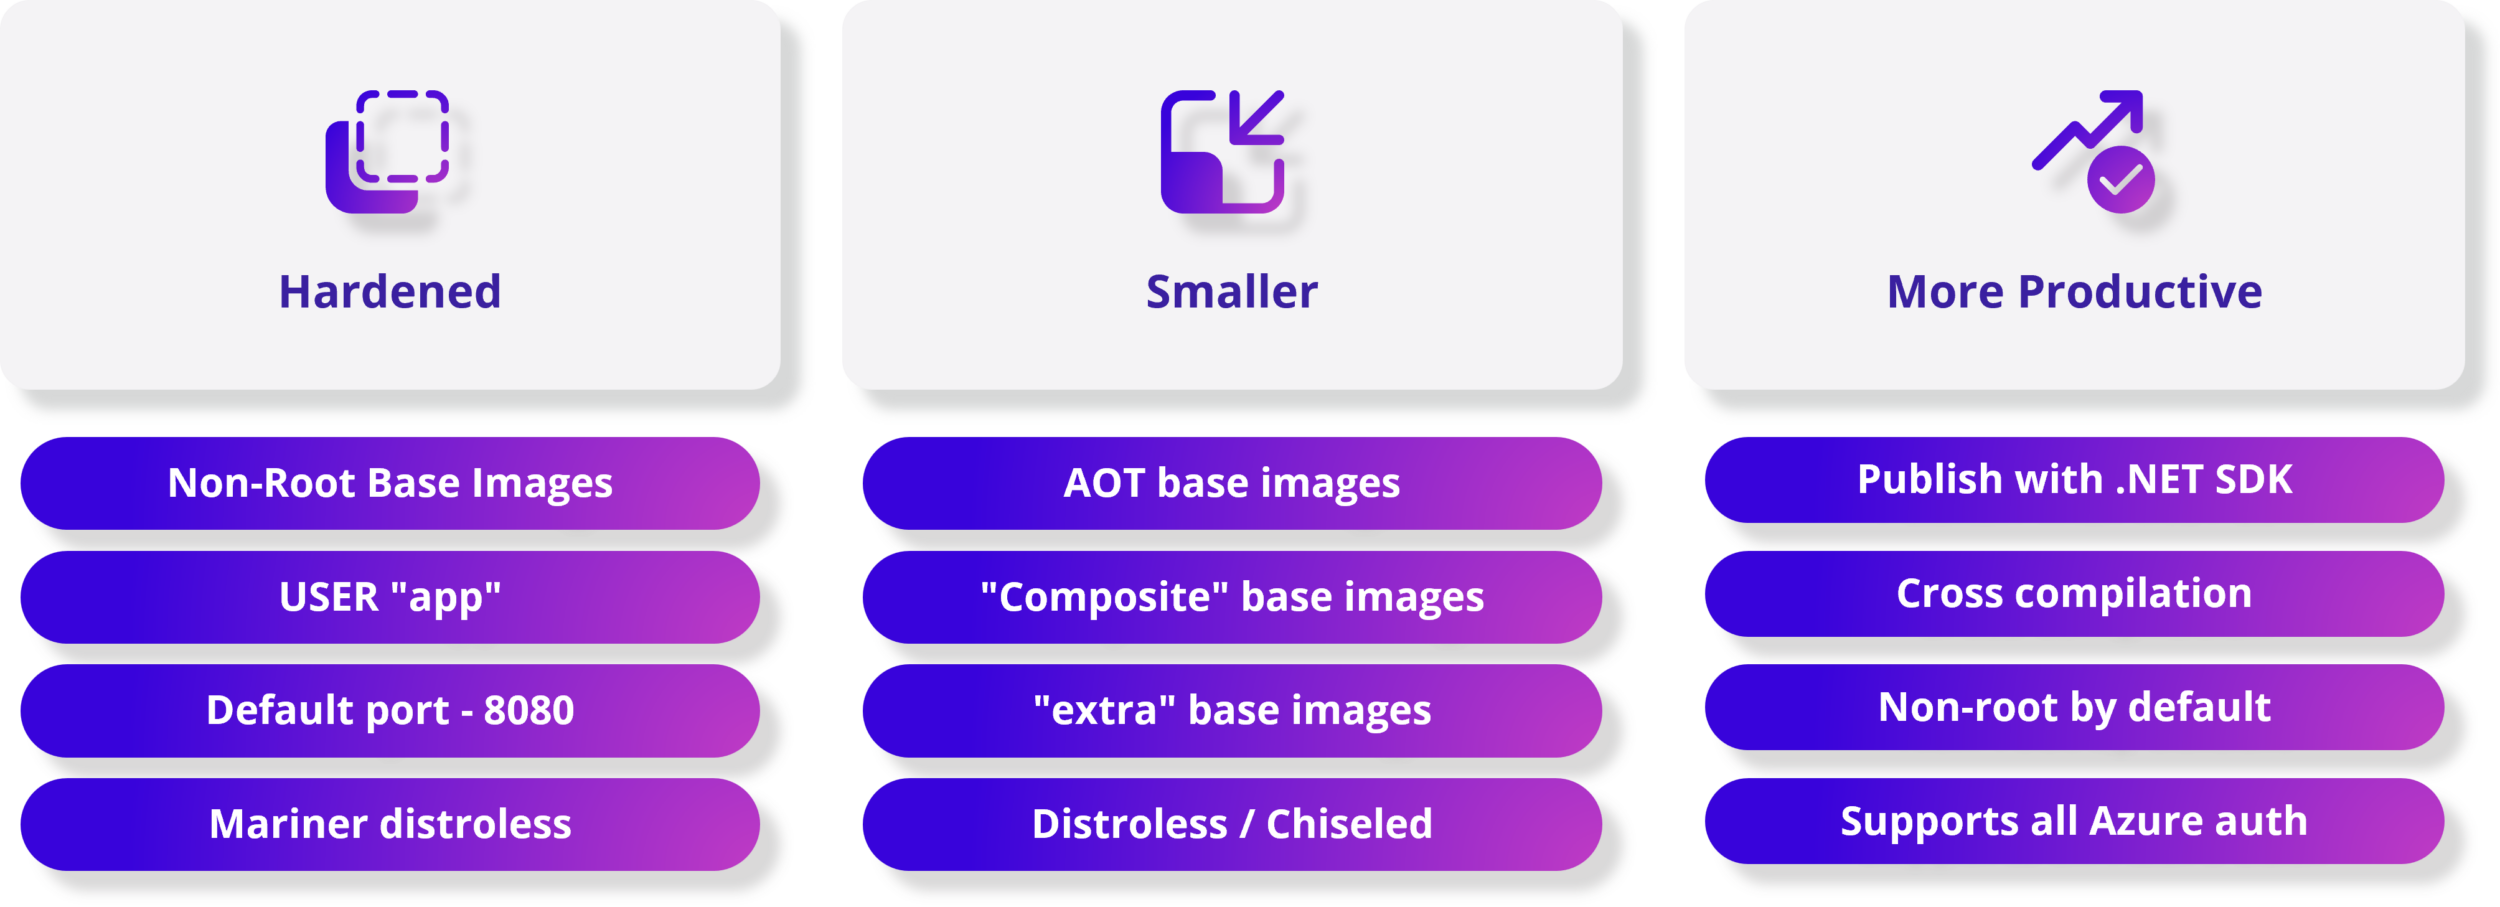 Hardened
Non-Root Base Images
USER "app"
Default port - 8080
Mariner distroless
Smaller
AOT base images
"Composite" base images
"extra" base images
Distroless / Chiseled
More Productive
Publish with .NET SDK
Cross compilation
Non-root by default
Supports all Azure auth